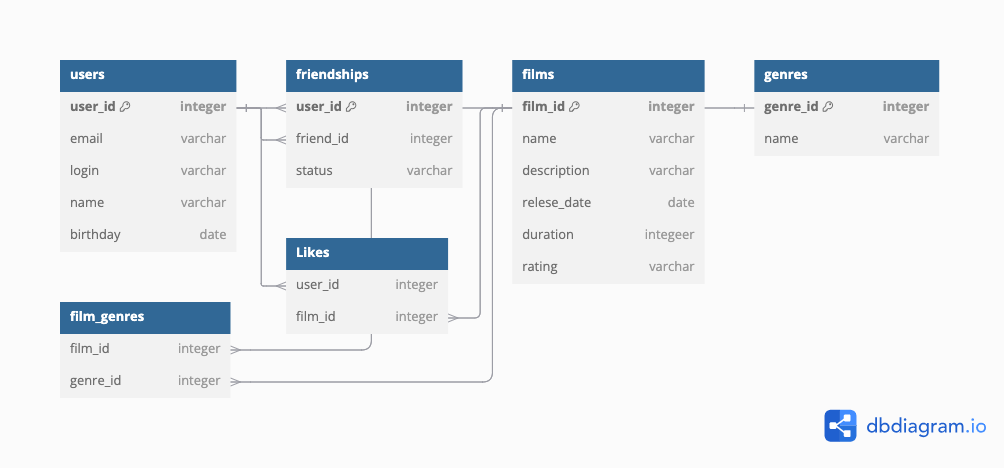 users
user_id integer
email varchar
login varchar
name varchar
birthday date
friendships
user_id integer
friend_id integer
status varchar
films
film_id integer
name varchar
description varchar
relese_date date
duration integeer
rating varchar
genres
genre_id integer
name varchar
Likes
user_id integer
film_id integer
film_genres
film_id integer
genre_id integer
dbdiagram.io